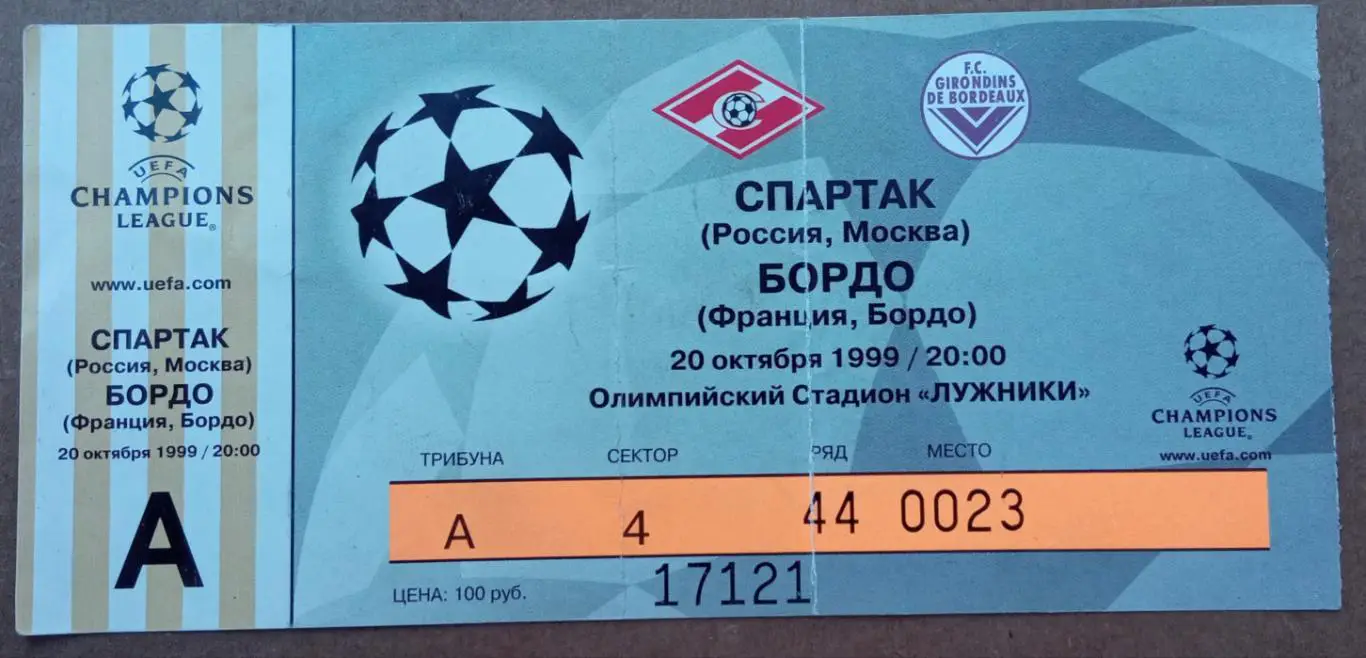 UEFA
CHAMPIONS
LEAGUE®
www.uefa.com
СПАРТАК
(Россия, Москва)
БОРДО
(Франция, Бордо)
20 октября 1999 / 20:00
А
F.C.
GIRONDINS
DE BORDEAUX
СПАРТАК
(Россия, Москва)
БОРДО
(Франция, Бордо)
20 октября 1999 / 20:00
Олимпийский Стадион «ЛУЖНИКИ»
UEFA
CHAMPIONS
LEAGUE®
www.uefa.com
ТРИБУНА СЕКТОР РЯД МЕСТО
А 4 44 0023
ЦЕНА: 100 руб. 17121